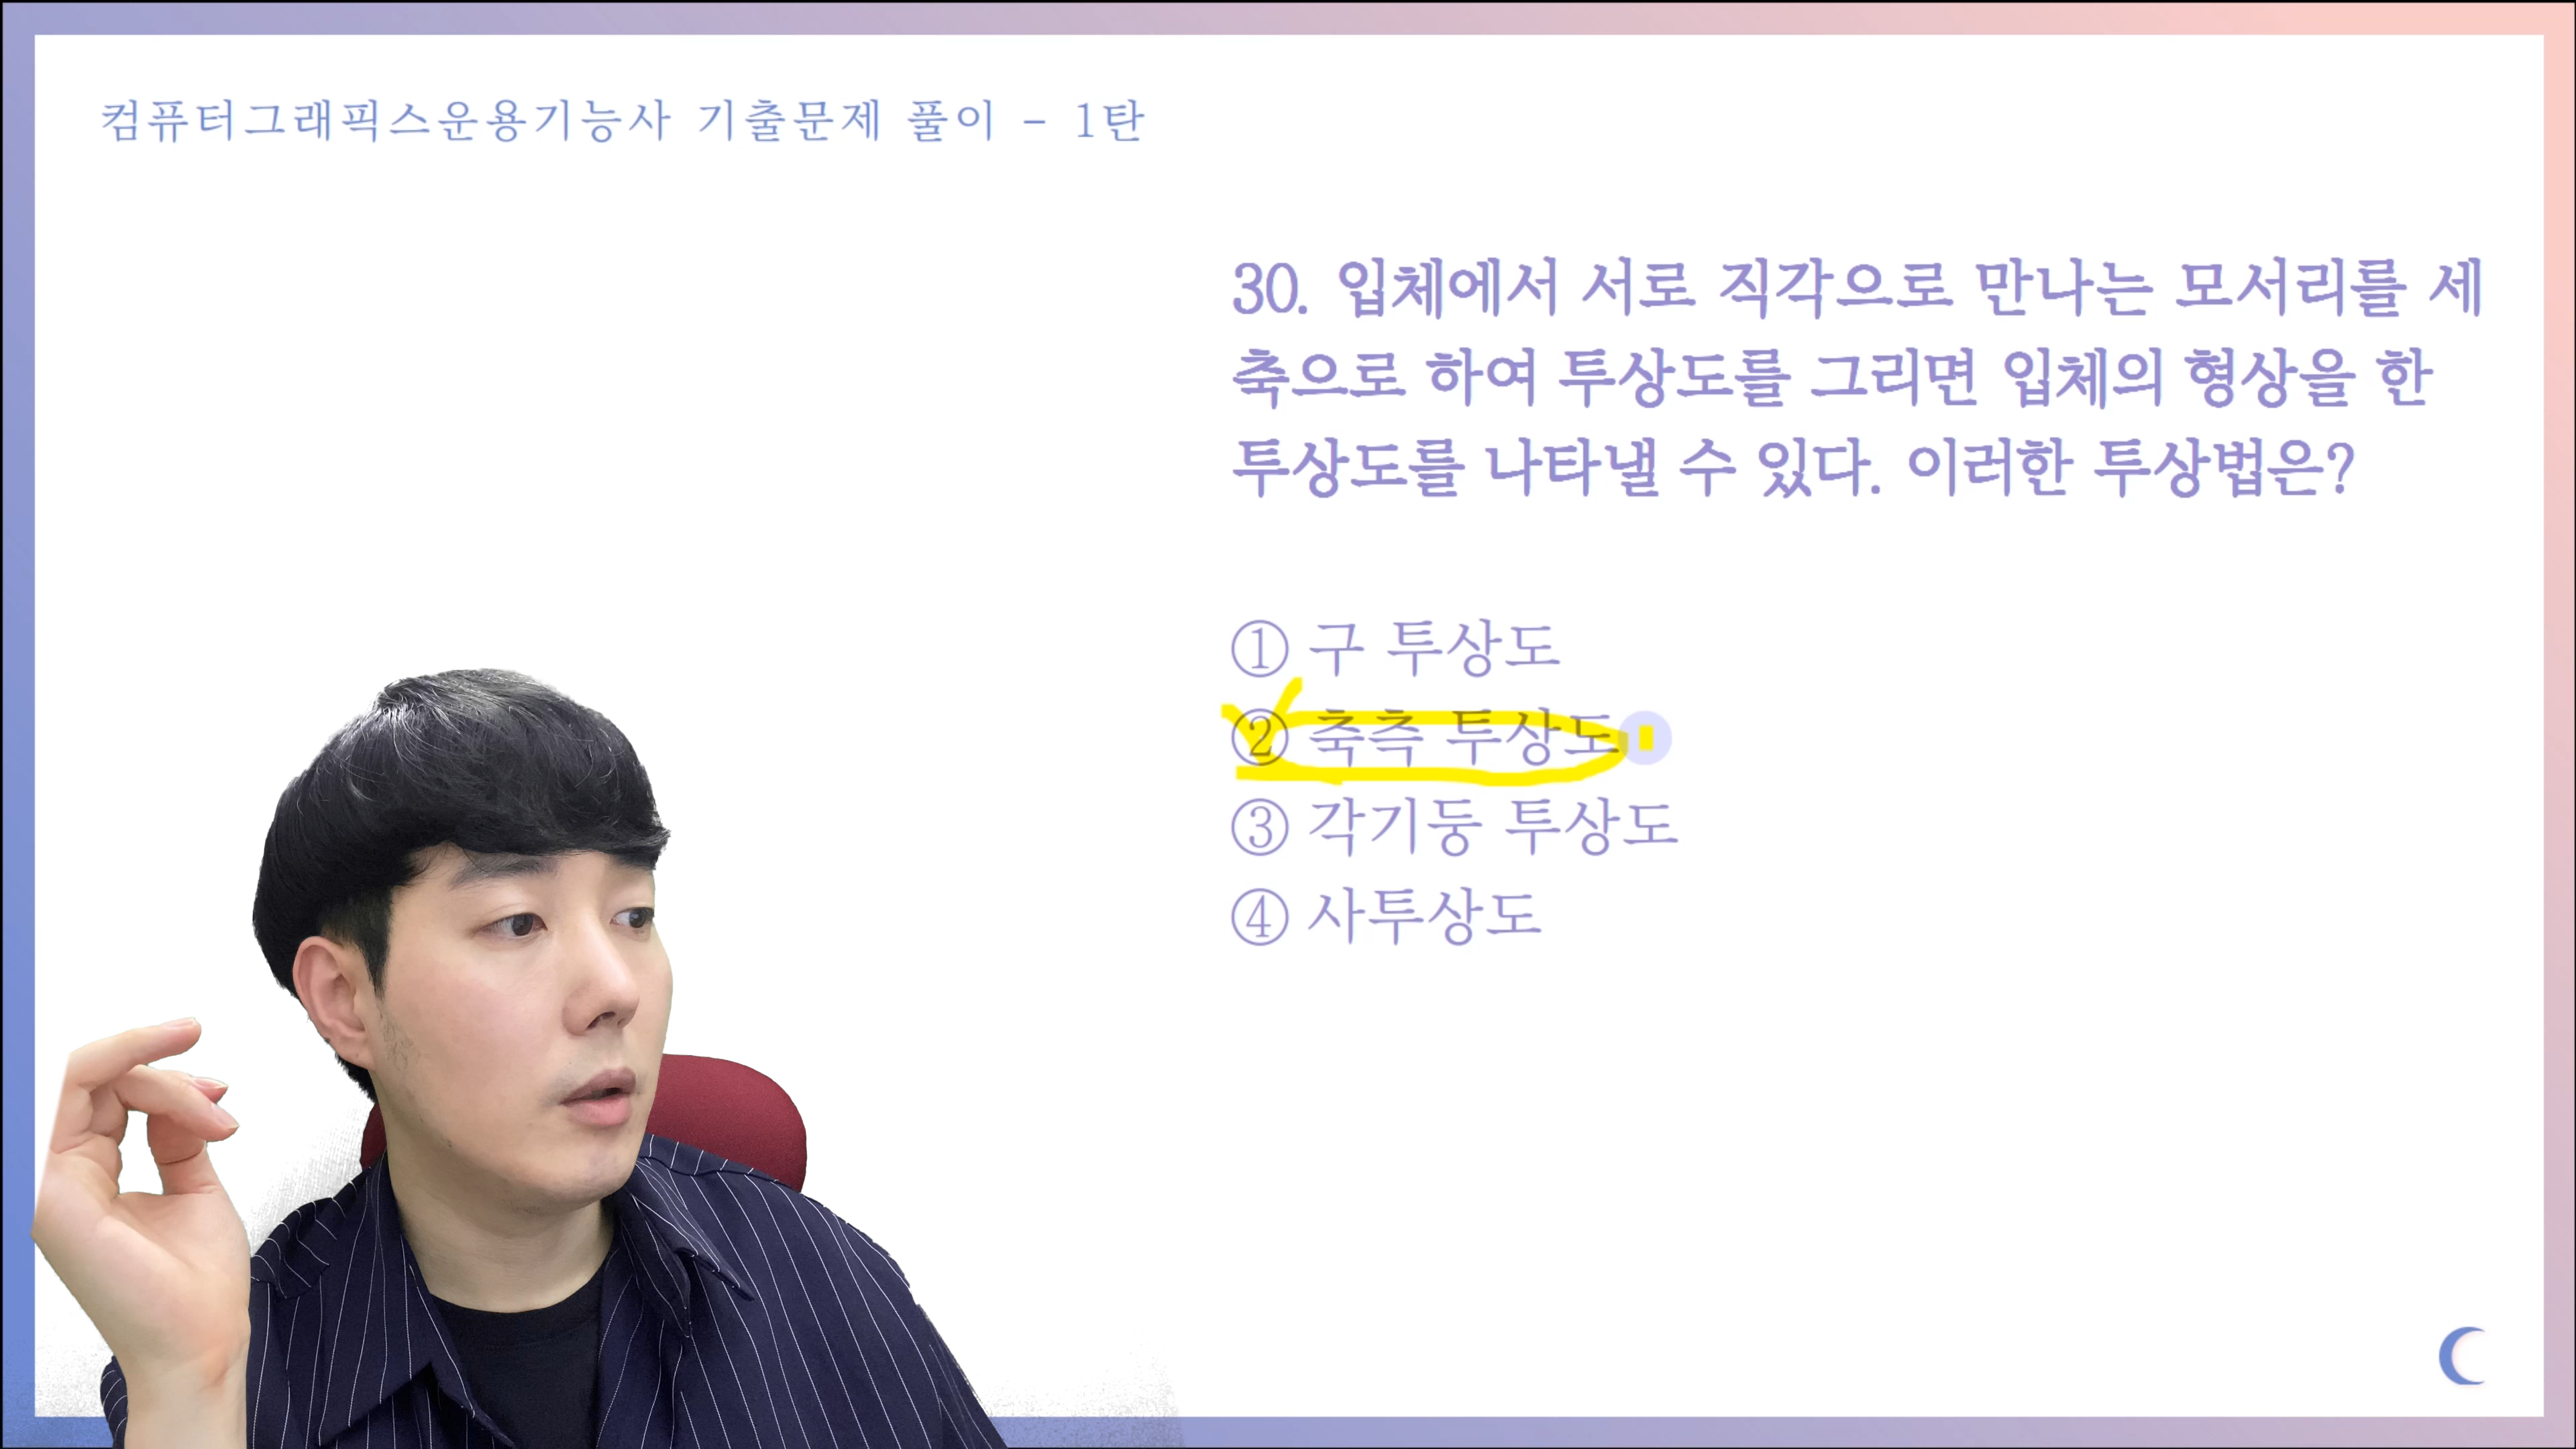 컴퓨터그래픽스운용기능사 기출문제 풀이 - 1탄
30. 입체에서 서로 직각으로 만나는 모서리를 세
축으로 하여 투상도를 그리면 입체의 형상을 한
투상도를 나타낼 수 있다. 이러한 투상법은?
① 구 투상도
② 축측 투상도
③ 각기둥 투상도
④ 사투상도